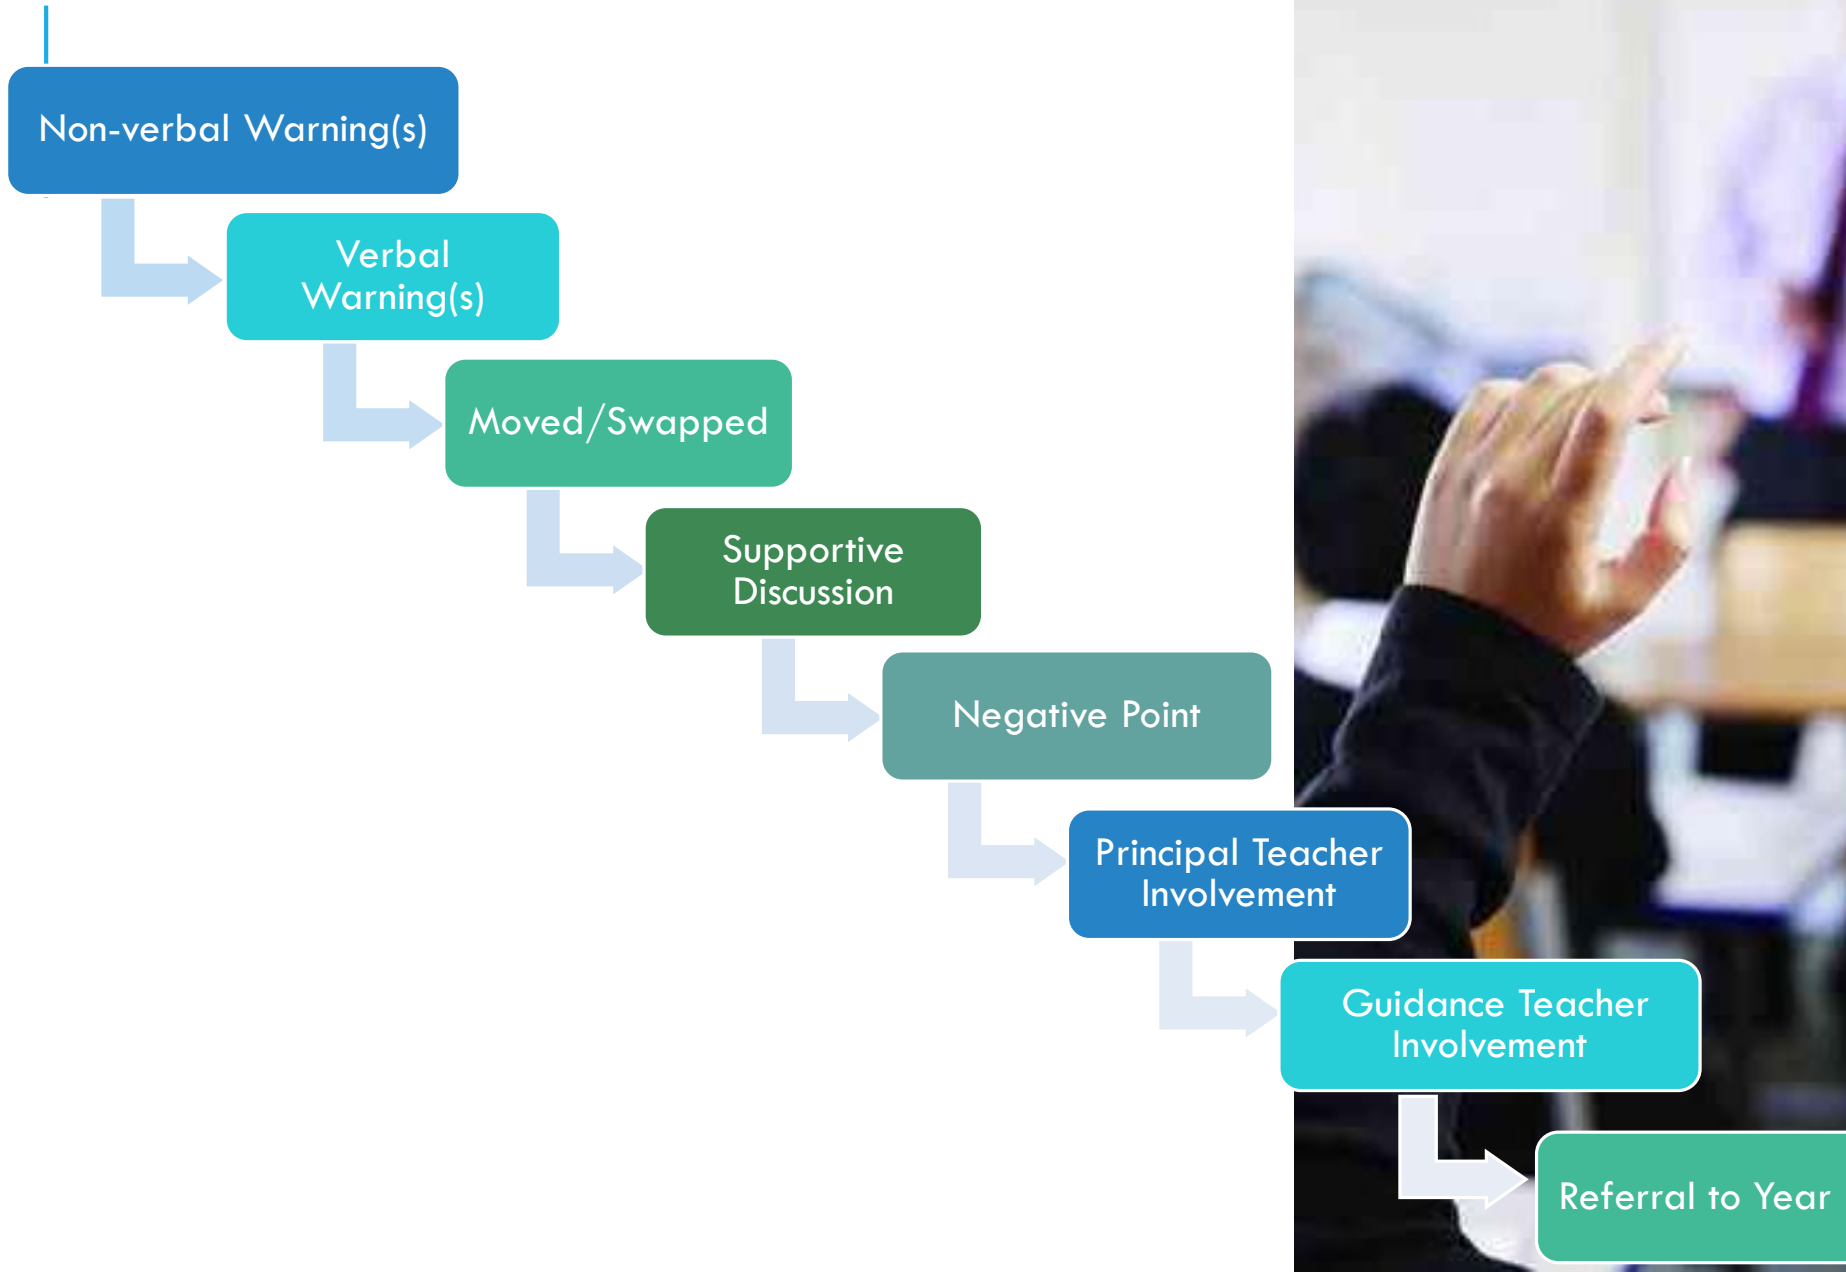 Non-verbal Warning(s)
Verbal
Warning(s)
Moved/Swapped
Supportive
Discussion
Negative Point
Principal Teacher
Involvement
Guidance Teacher
Involvement
Referral to Year